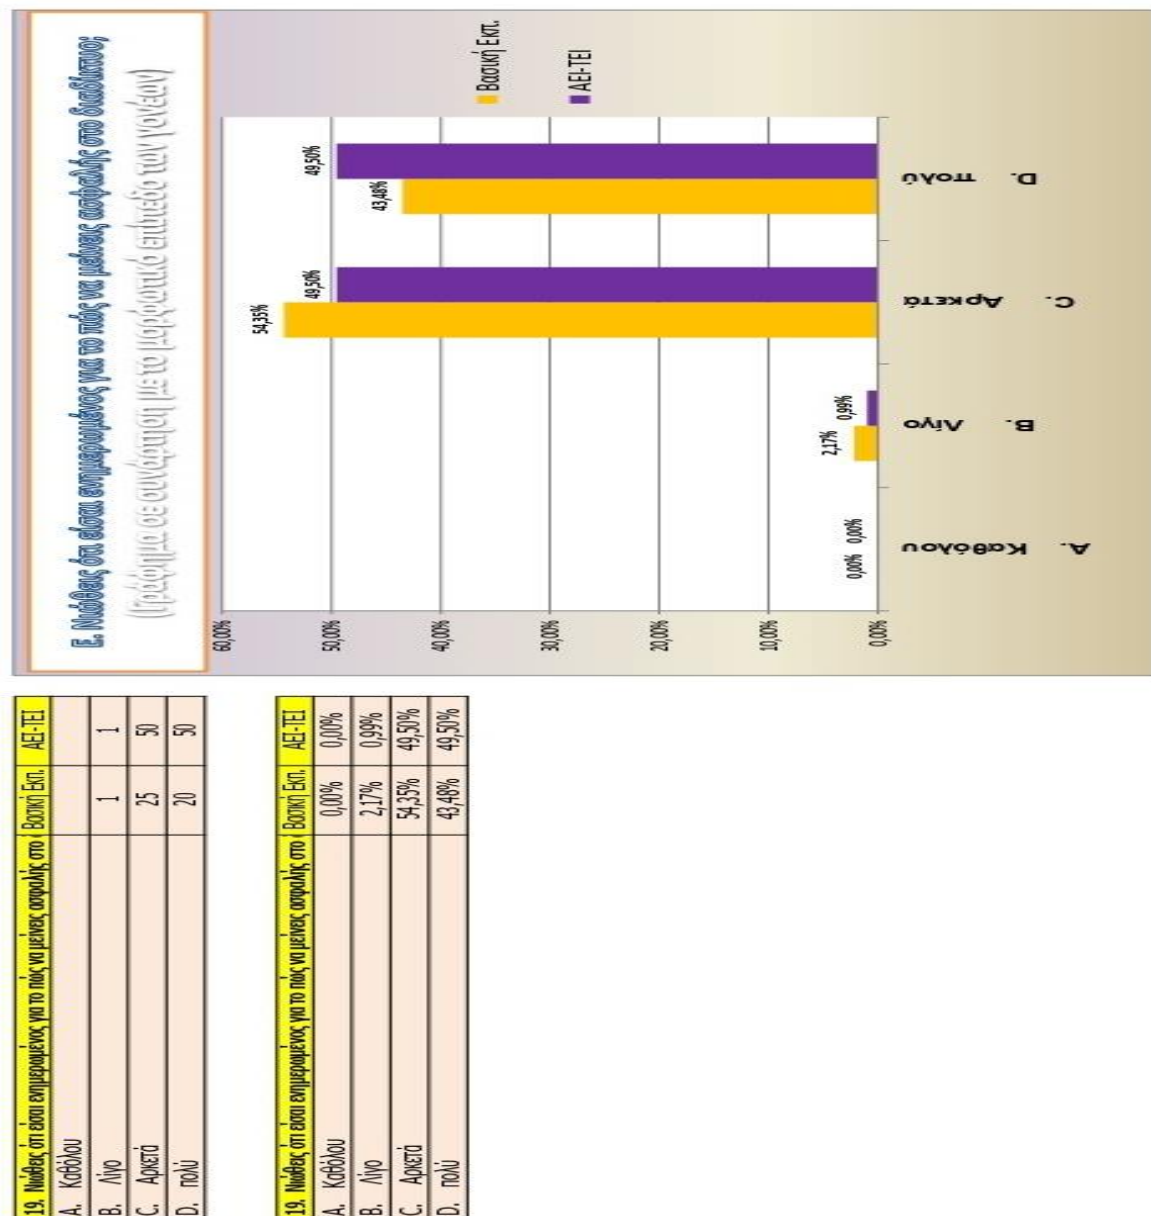 19. Νιώθεις ότι είσαι ενημερωμένος για το πώς να μείνεις ασφαλής στο Βασική Εκπ. ΑΕΙ-ΤΕΙ
A. Καθόλου
B. Λίγο 1 1
C. Αρκετά 25 50
D. πολύ 20 50
19. Νιώθεις ότι είσαι ενημερωμένος για το πώς να μείνεις ασφαλής στο Βασική Εκπ. ΑΕΙ-ΤΕΙ
A. Καθόλου 0,00% 0,00%
B. Λίγο 2,17% 0,99%
C. Αρκετά 54,35% 49,50%
D. πολύ 43,48% 49,50%
Ε. Νιώθεις ότι είσαι ενημερωμένος για το πώς να μείνεις ασφαλής στο διαδίκτυο;
(Γράφημα σε συνάρτηση με το μορφωτικό επίπεδο των γονέων)
60,00%
50,00%
40,00%
30,00%
20,00%
10,00%
0,00%
0,00% 0,00%
2,17% 0,99%
54,35% 49,50%
43,48% 49,50%
A. Καθόλου
B. Λίγο
C. Αρκετά
D. πολύ
Βασική Εκπ.
ΑΕΙ-ΤΕΙ